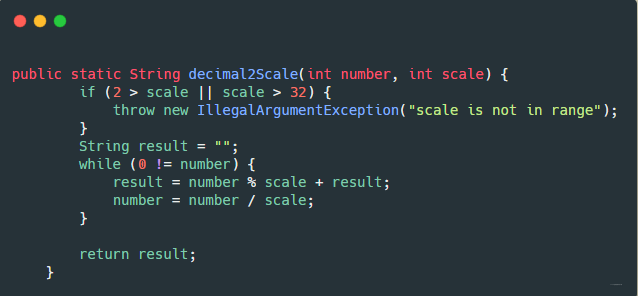 public static String decimal2Scale(int number, int scale) {
        if (2 > scale || scale > 32) {
            throw new IllegalArgumentException("scale is not in range");
        }
        String result = "";
        while (0 != number) {
            result = number % scale + result;
            number = number / scale;
        }

        return result;
    }